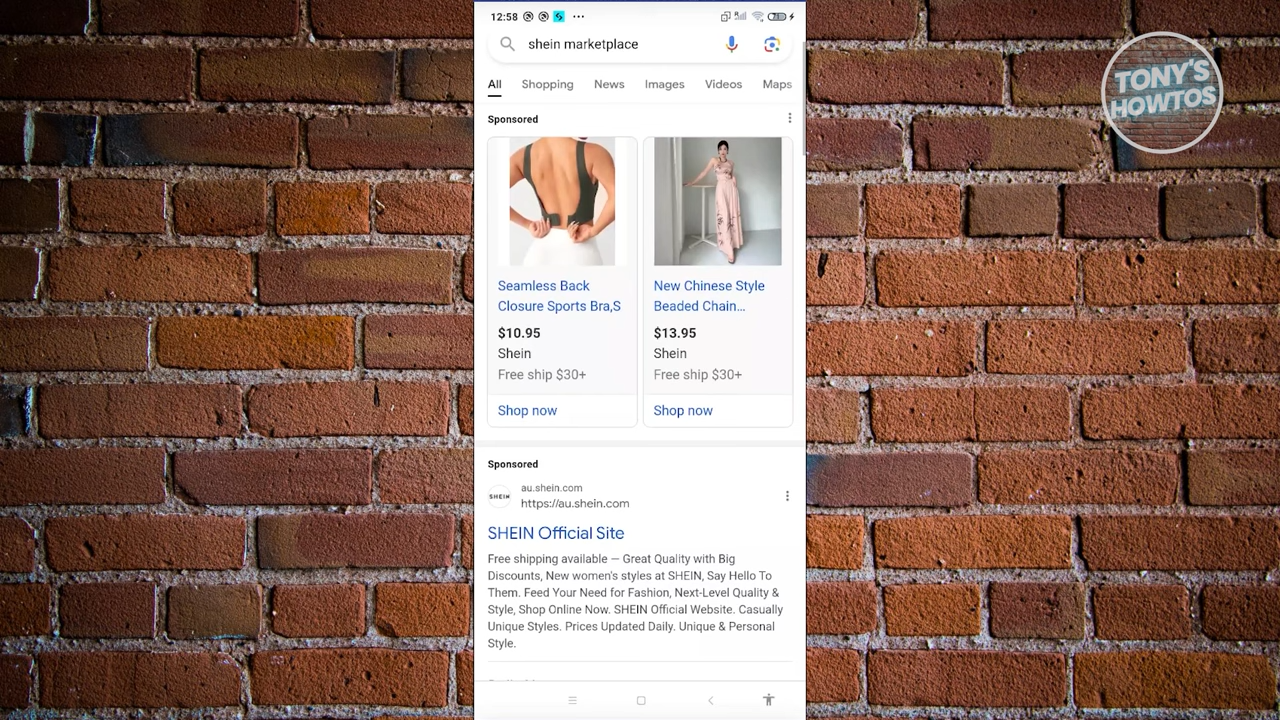 12:58
71
shein marketplace
All Shopping News Images Videos Maps
TONY'S
HOWTOS
Sponsored
Seamless Back
Closure Sports Bra,S
$10.95
Shein
Free ship $30+
Shop now
New Chinese Style
Beaded Chain...
$13.95
Shein
Free ship $30+
Shop now
Sponsored
SHEIN
au.shein.com
https://au.shein.com
SHEIN Official Site
Free shipping available — Great Quality with Big
Discounts, New women's styles at SHEIN, Say Hello To
Them. Feed Your Need for Fashion, Next-Level Quality &
Style, Shop Online Now. SHEIN Official Website. Casually
Unique Styles. Prices Updated Daily. Unique & Personal
Style.